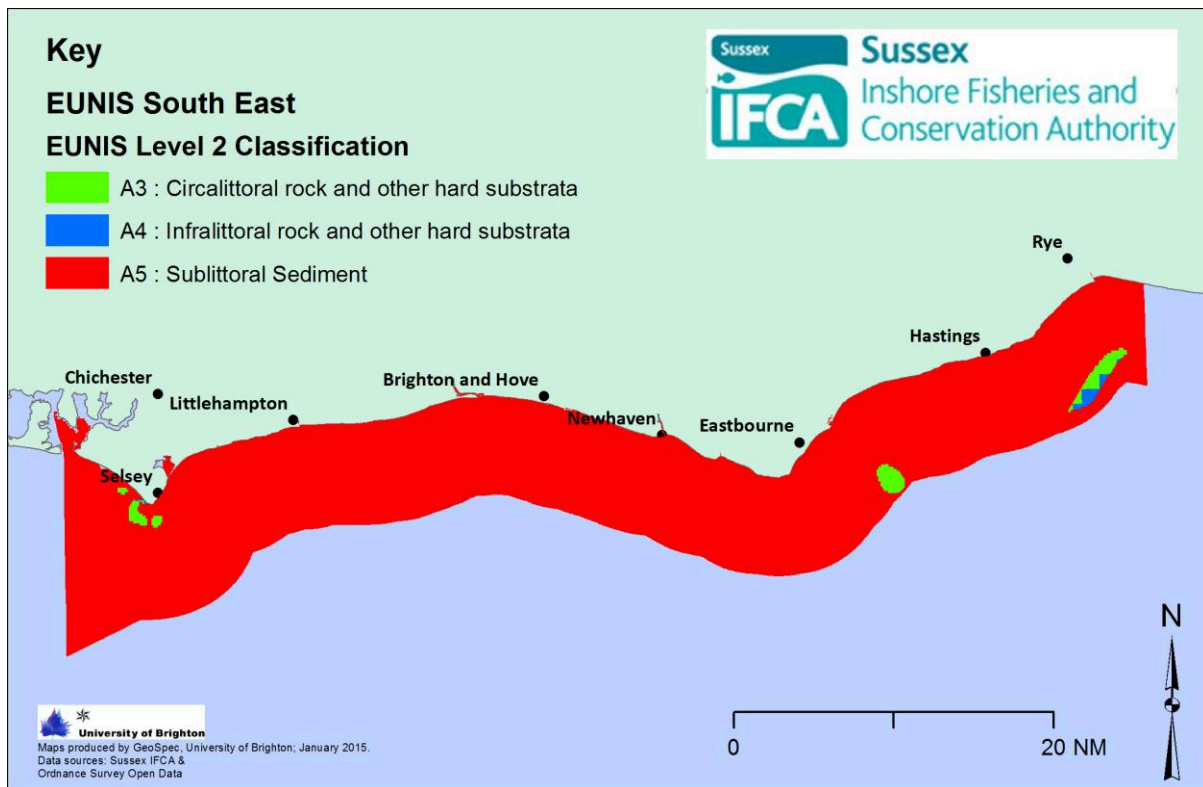 Key
EUNIS South East
EUNIS Level 2 Classification
A3 : Circalittoral rock and other hard substrata
A4 : Infralittoral rock and other hard substrata
A5 : Sublittoral Sediment
Sussex
IFCA
Sussex
Inshore Fisheries and
Conservation Authority
Rye
Hastings
Chichester
Littlehampton
Brighton and Hove
Newhaven
Eastbourne
Selsey
N
0
20 NM
University of Brighton
Maps produced by GeoSpec, University of Brighton; January 2015.
Data sources: Sussex IFCA &
Ordnance Survey Open Data